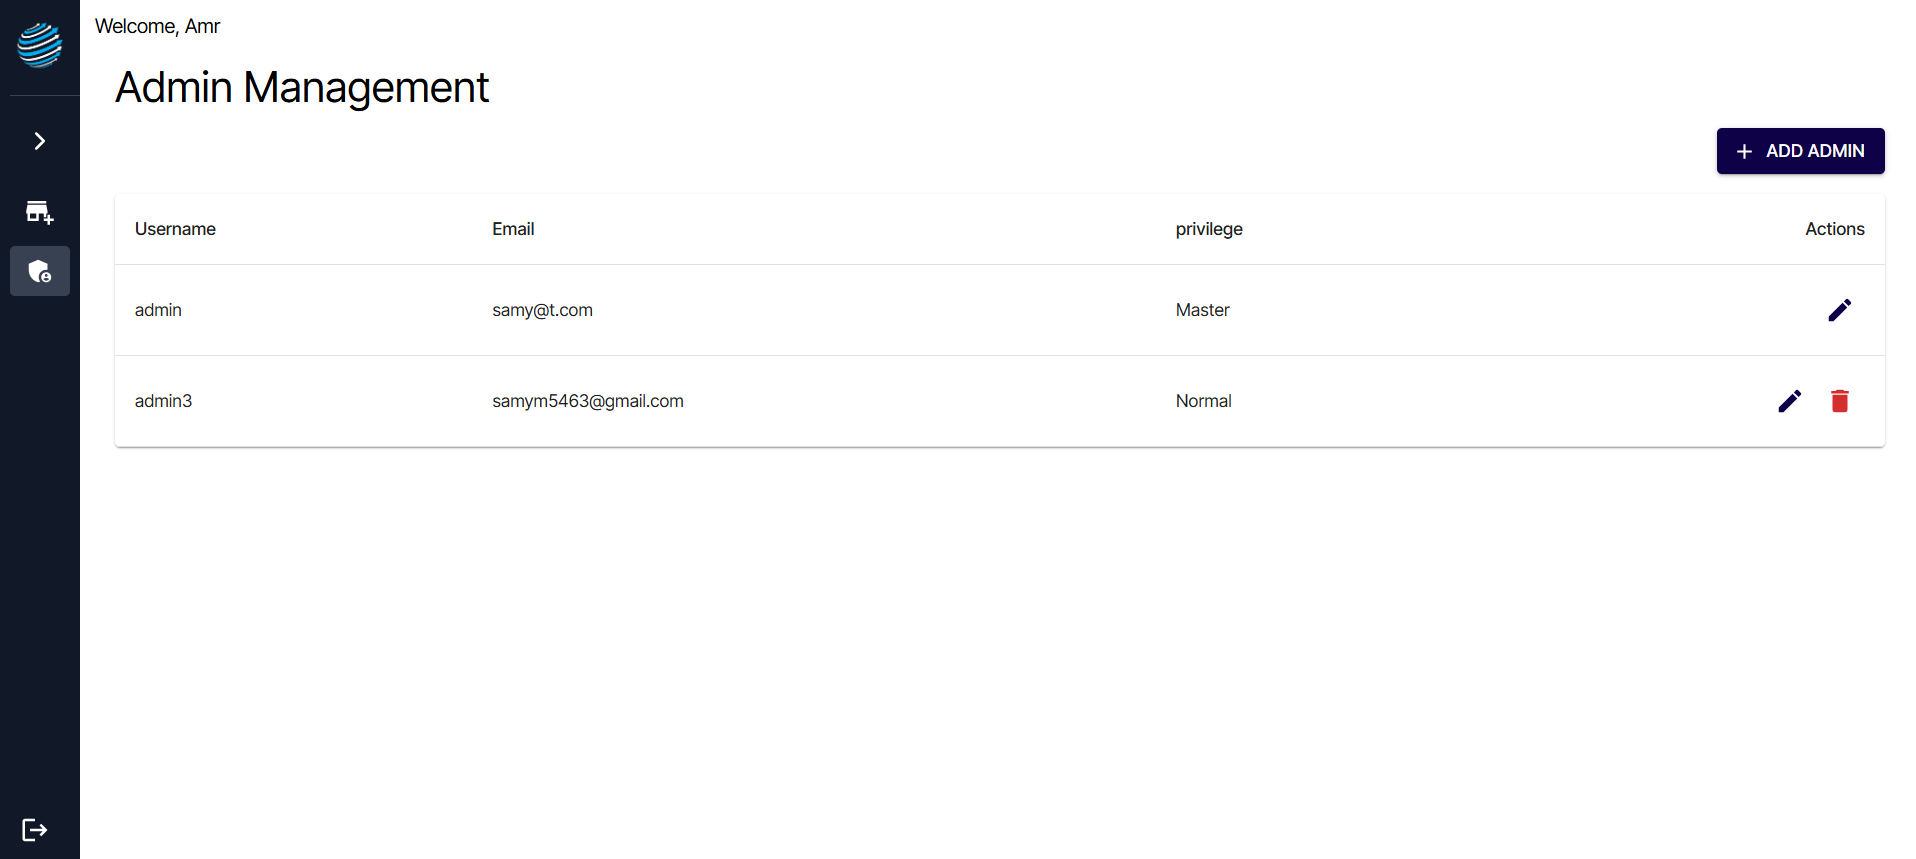 Welcome, Amr
Admin Management
ADD ADMIN
Username Email privilege Actions
admin samy@t.com Master
admin3 samym5463@gmail.com Normal